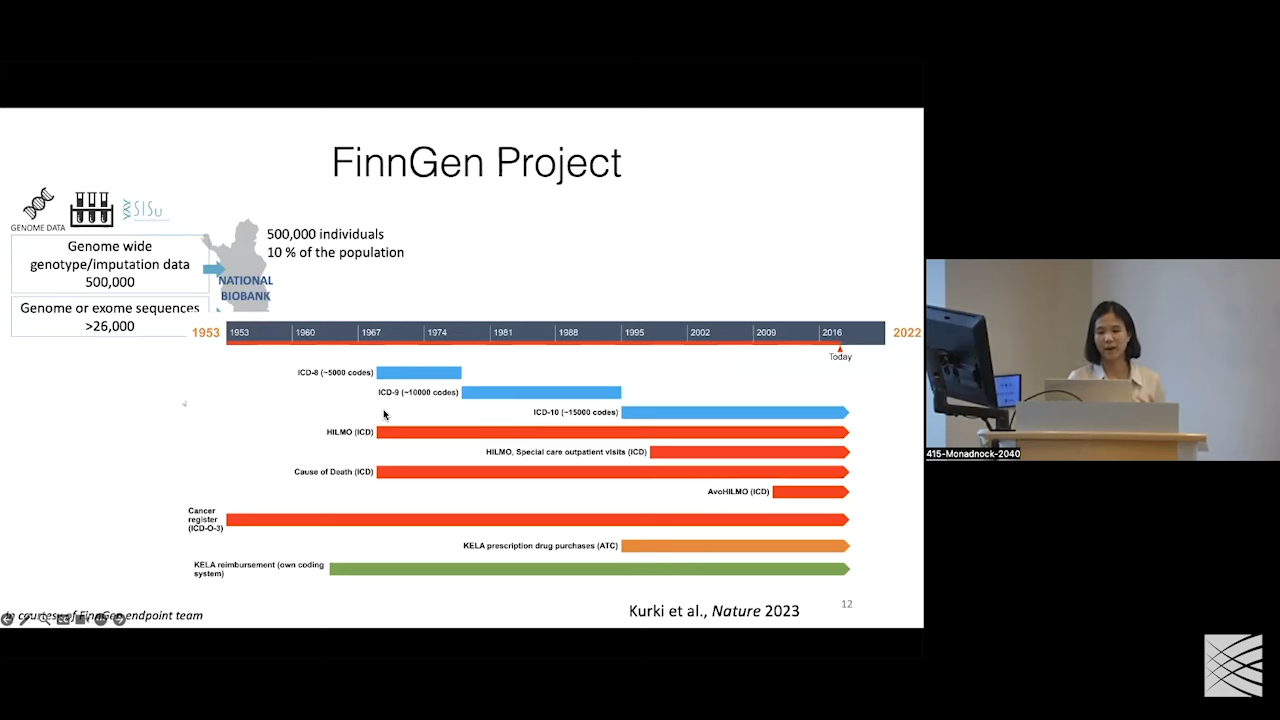 FinnGen Project
SISu
GENOME DATA
Genome wide
genotype/imputation data
500,000
Genome or exome sequences
>26,000
500,000 individuals
10 % of the population
NATIONAL
BIOBANK
1953
1953
1960
1967
1974
1981
1988
1995
2002
2009
2016
2022
Today
ICD-8 (~5000 codes)
ICD-9 (~10000 codes)
ICD-10 (~15000 codes)
HILMO (ICD)
HILMO, Special care outpatient visits (ICD)
Cause of Death (ICD)
AvoHILMO (ICD)
Cancer
register
(ICD-O-3)
KELA prescription drug purchases (ATC)
KELA reimbursement (own coding
system)
In courtesy of FinnGen endpoint team
Kurki et al., Nature 2023
12
415-Monadnock-2040